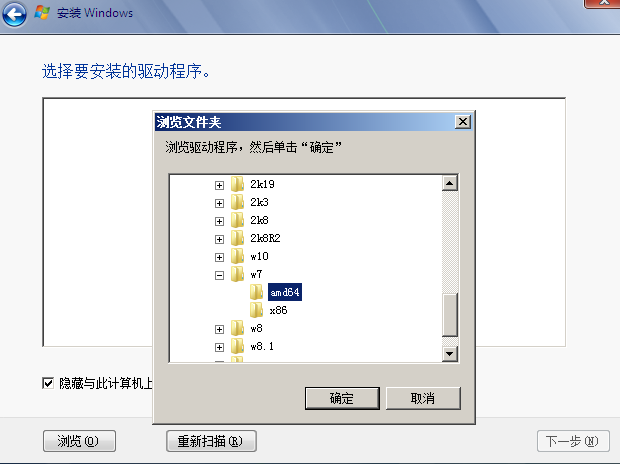 安装 Windows
选择要安装的驱动程序。
浏览文件夹
浏览驱动程序，然后单击“确定”
2k19
2k3
2k8
2k8R2
w10
w7
amd64
x86
w8
w8.1
隐藏与此计算机上
确定
取消
浏览(O)
重新扫描(R)
下一步(N)